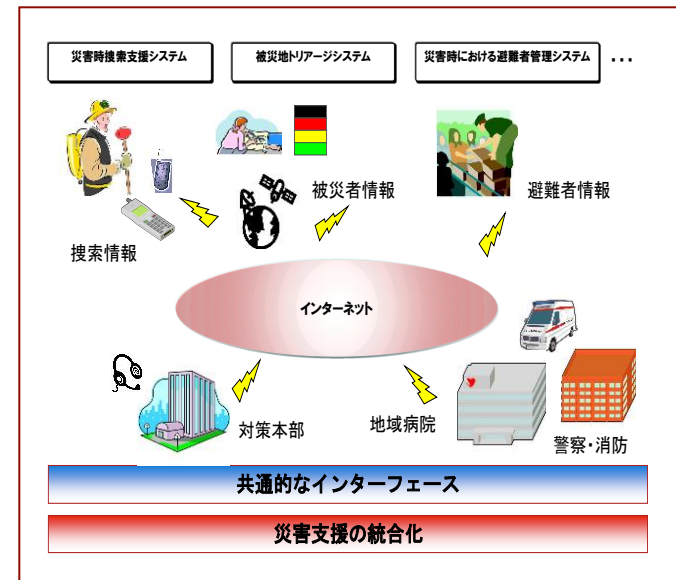 災害時捜索支援システム
被災地トリアージシステム
災害時における避難者管理システム
・・・
被災者情報
避難者情報
捜索情報
インターネット
対策本部
地域病院
警察・消防
共通的なインターフェース
災害支援の統合化